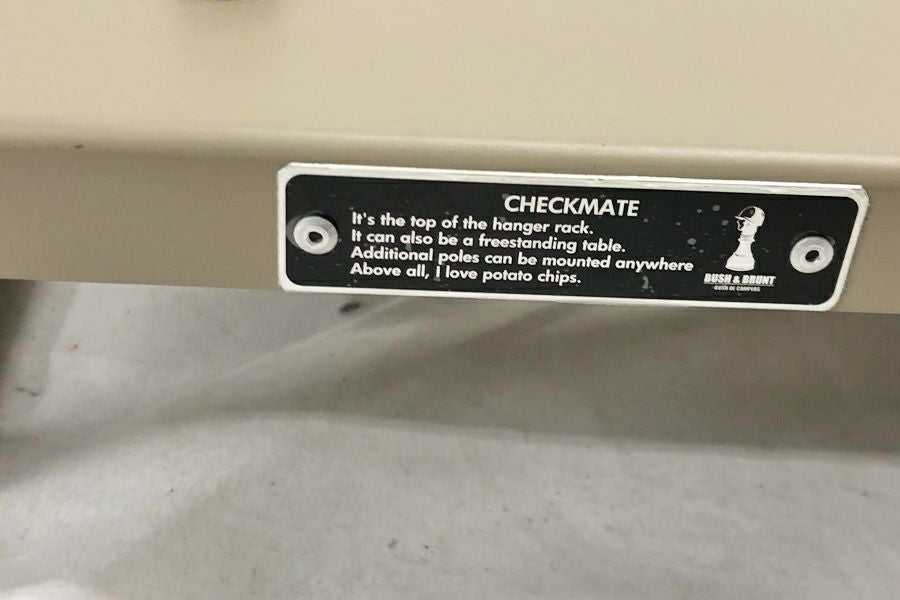 CHECKMATE
It's the top of the hanger rack.
It can also be a freestanding table.
Additional poles can be mounted anywhere
Above all, I love potato chips.
BUSH & BRUNT